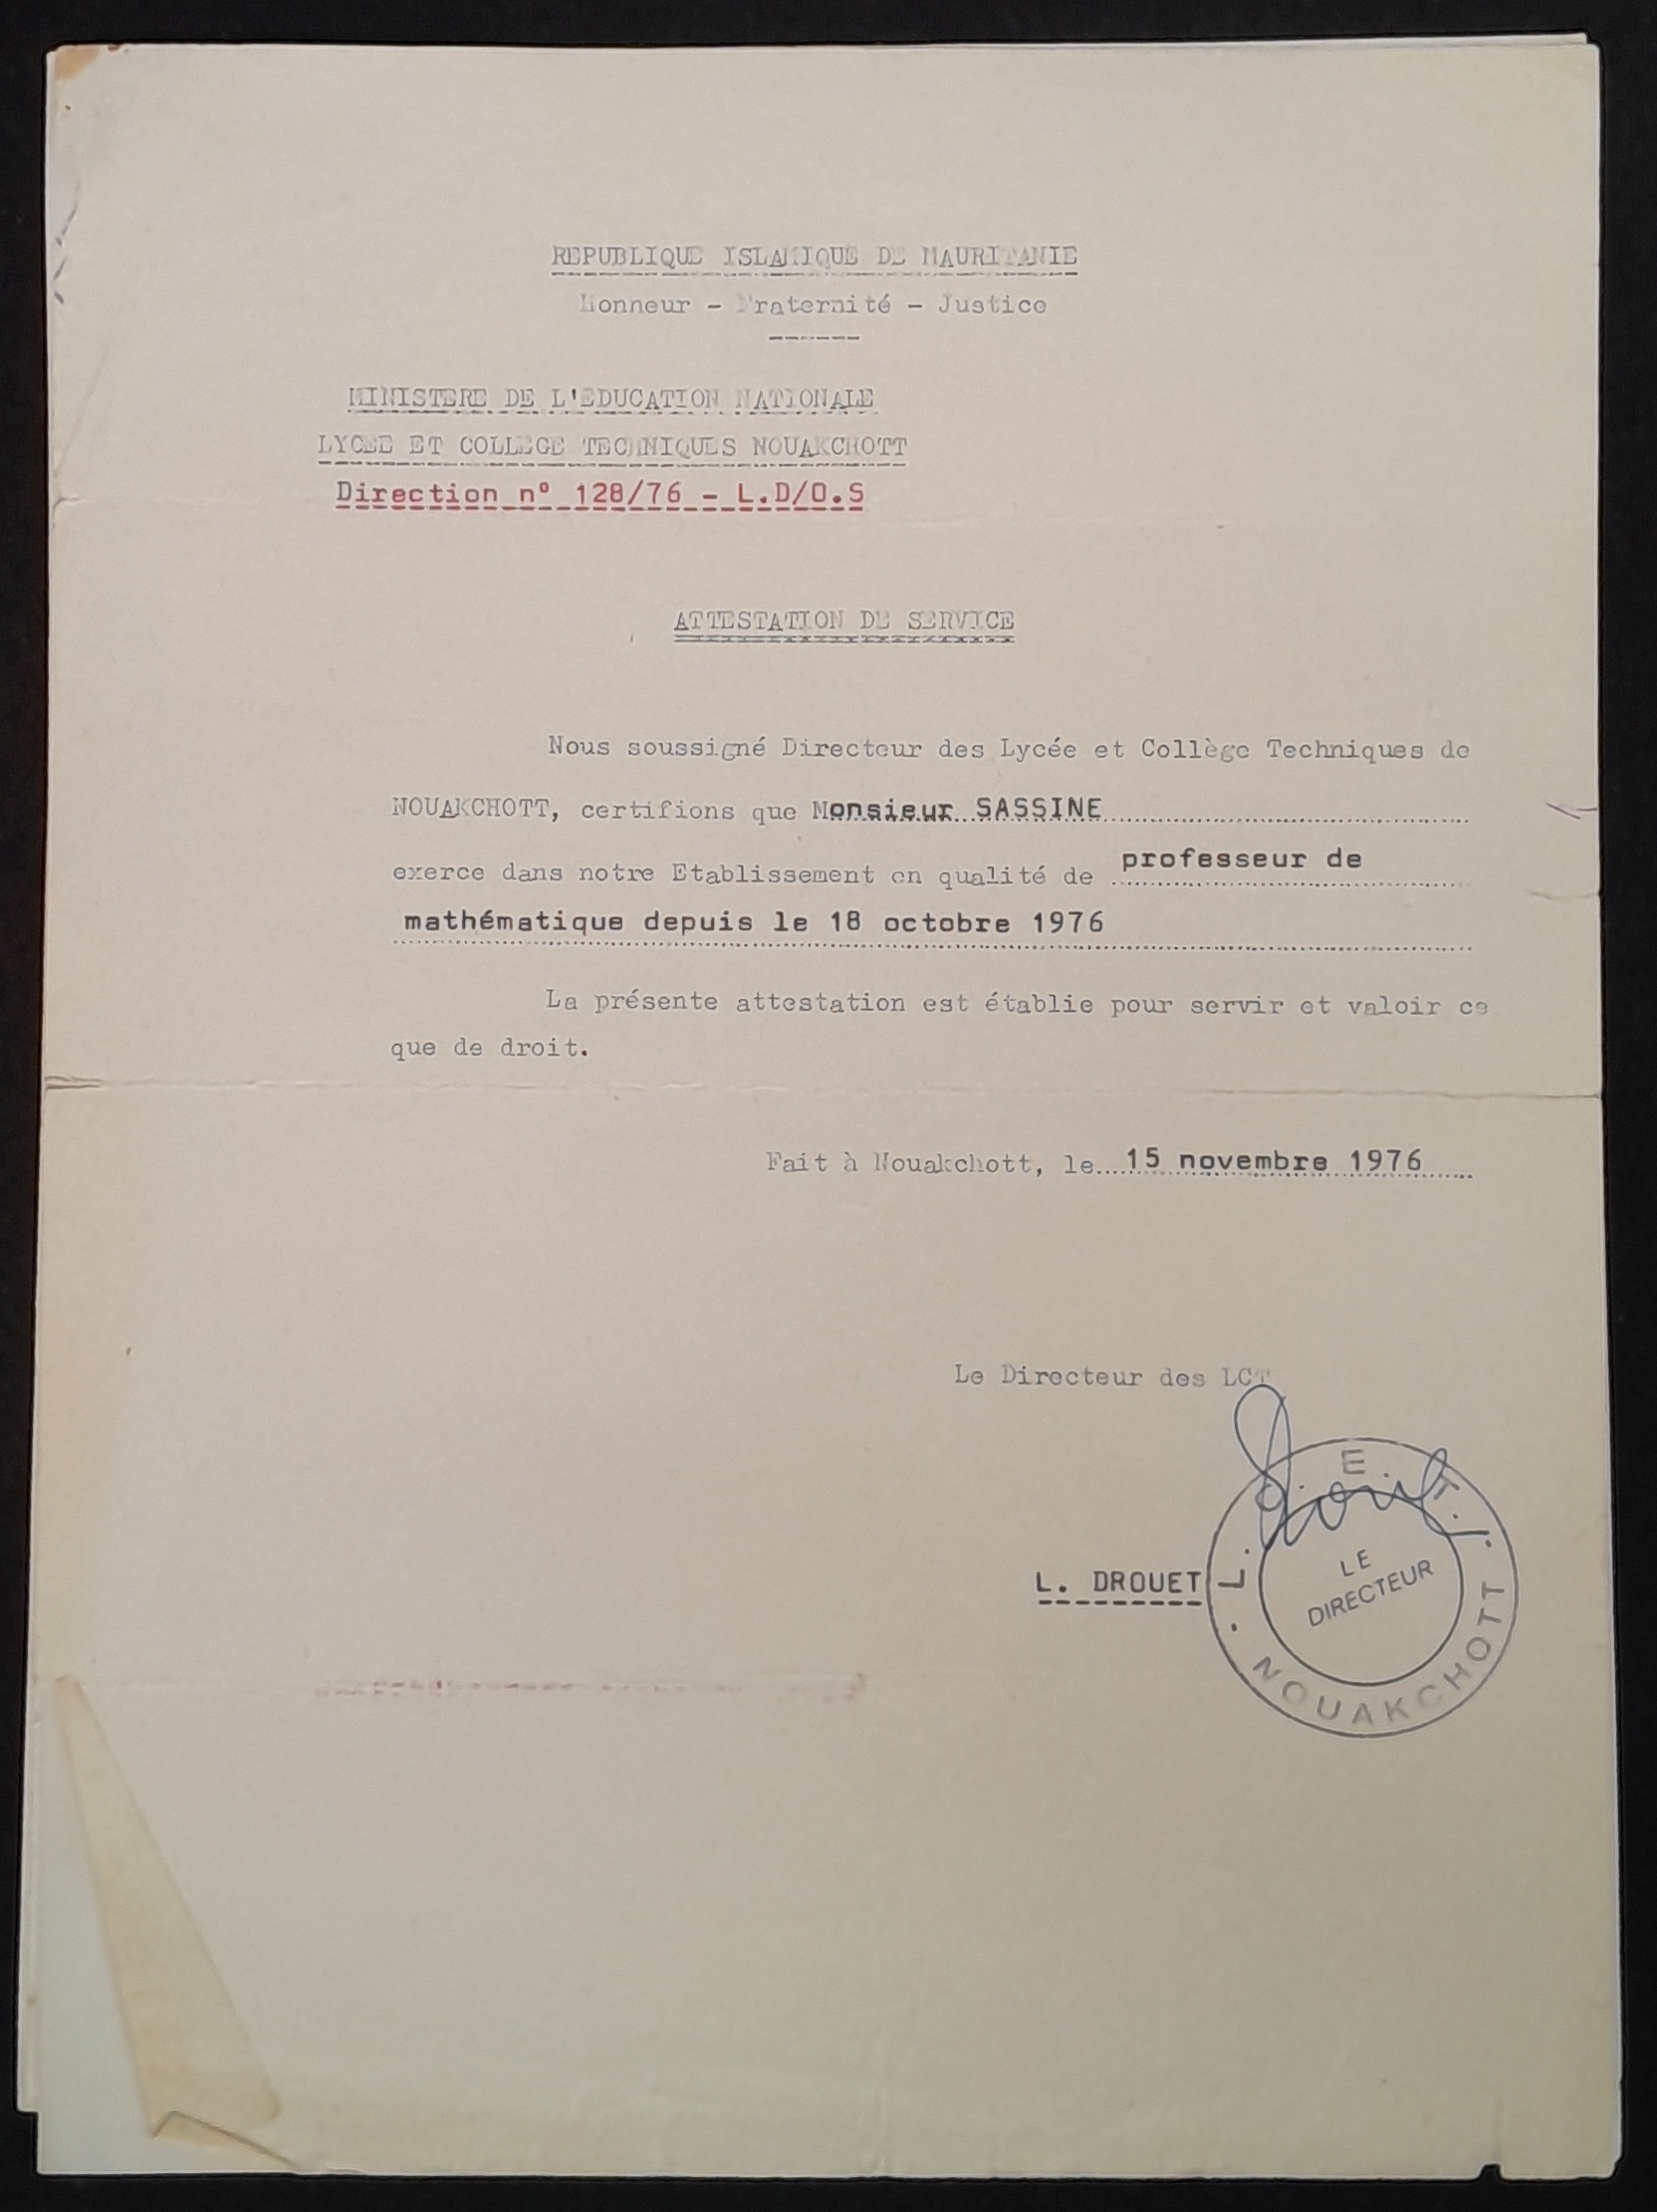 REPUBLIQUE ISLAMIQUE DE MAURITANIE
Honneur - Fraternité - Justice
MINISTERE DE L'EDUCATION NATIONALE
LYCEE ET COLLEGE TECHNIQUES NOUAKCHOTT
Direction n° 128/76 - L.D/O.S
ATTESTATION DE SERVICE
Nous soussigné Directeur des Lycée et Collège Techniques de
NOUAKCHOTT, certifions que Monsieur SASSINE
exerce dans notre Etablissement en qualité de professeur de
mathématique depuis le 18 octobre 1976
La présente attestation est établie pour servir et valoir ce
que de droit.
Fait à Nouakchott, le 15 novembre 1976
Le Directeur des LCT
L. DROUET
L. C. E. T.
LE
DIRECTEUR
NOUAKCHOTT